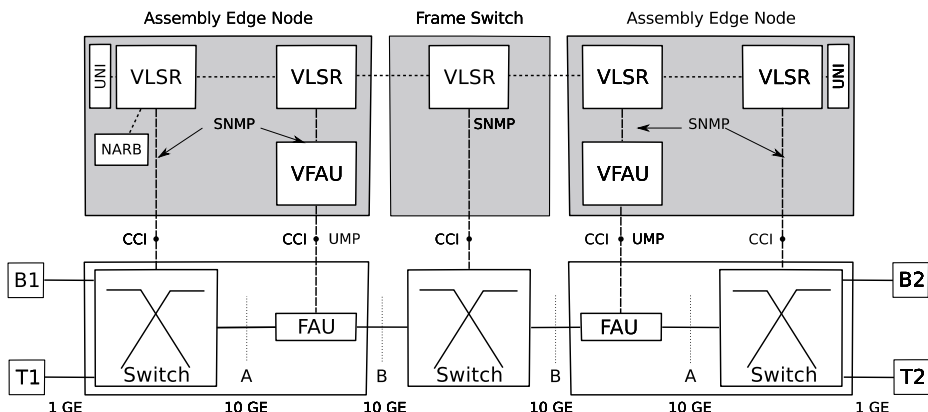 Assembly Edge Node
Frame Switch
Assembly Edge Node
UNI
VLSR
VLSR
VLSR
VLSR
VLSR
UNI
SNMP
SNMP
SNMP
NARB
VFAU
VFAU
CCI
CCI
UMP
CCI
CCI
UMP
CCI
B1
B2
FAU
FAU
T1
Switch
A
B
Switch
B
A
Switch
T2
1 GE
10 GE
10 GE
10 GE
10 GE
1 GE